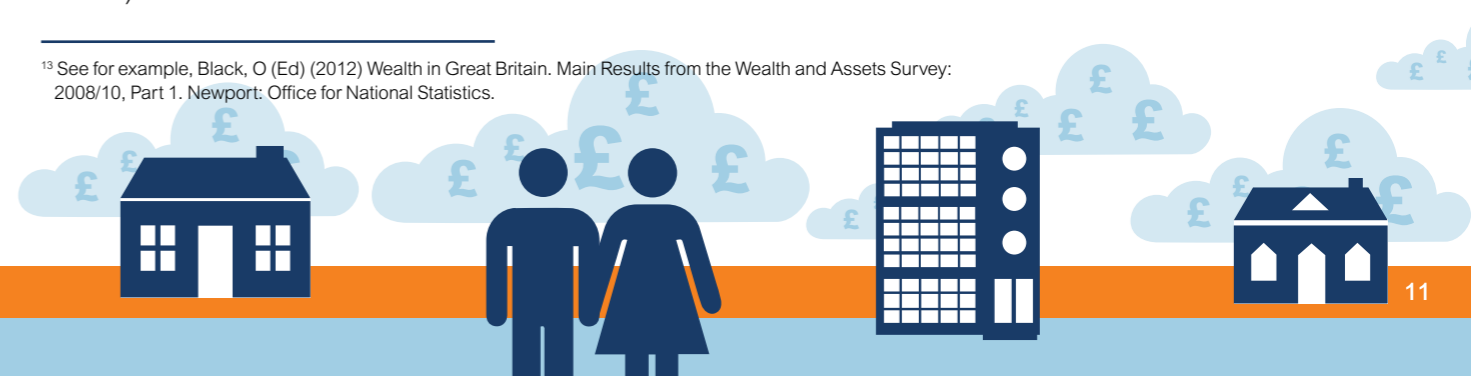 13 See for example, Black, O (Ed) (2012) Wealth in Great Britain. Main Results from the Wealth and Assets Survey:
2008/10, Part 1. Newport: Office for National Statistics.
£ £ £ £ £ £ £ £ £ £ £ £ £ £ £ £ £ £ £
11